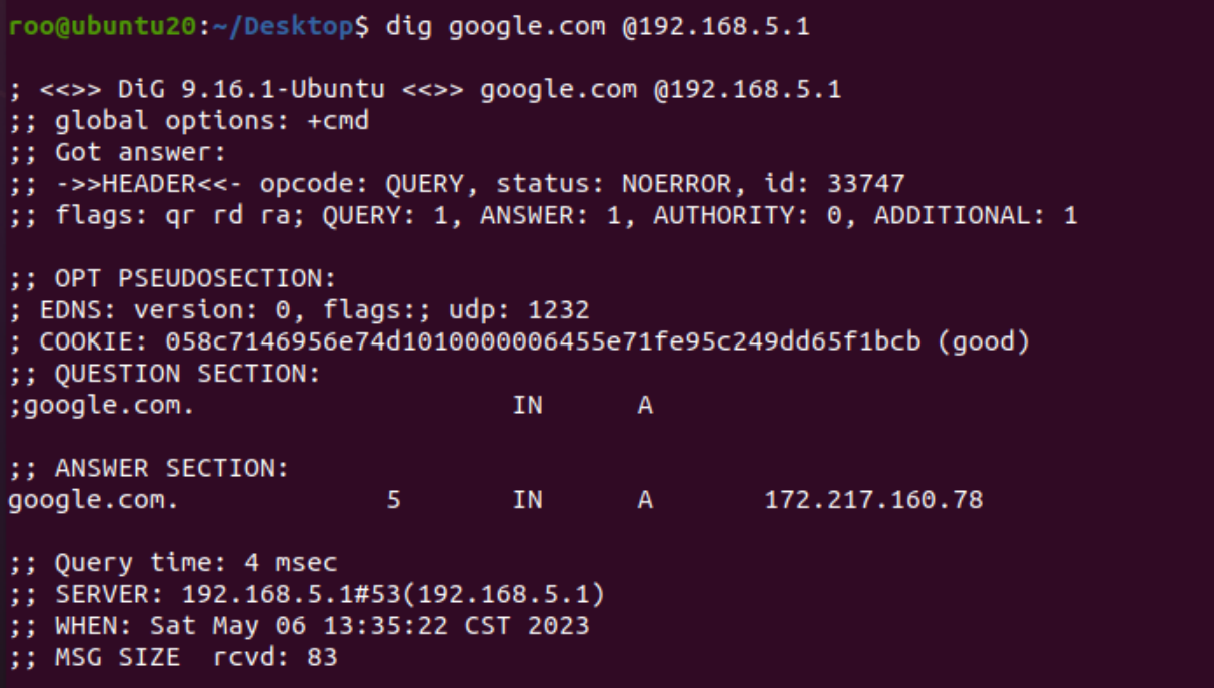 roo@ubuntu20:~/Desktop$ dig google.com @192.168.5.1
; <<>> DiG 9.16.1-Ubuntu <<>> google.com @192.168.5.1
;; global options: +cmd
;; Got answer:
;; ->>HEADER<<- opcode: QUERY, status: NOERROR, id: 33747
;; flags: qr rd ra; QUERY: 1, ANSWER: 1, AUTHORITY: 0, ADDITIONAL: 1
;; OPT PSEUDOSECTION:
; EDNS: version: 0, flags:; udp: 1232
; COOKIE: 058c7146956e74d1010000006455e71fe95c249dd65f1bcb (good)
;; QUESTION SECTION:
;google.com. IN A
;; ANSWER SECTION:
google.com. 5 IN A 172.217.160.78
;; Query time: 4 msec
;; SERVER: 192.168.5.1#53(192.168.5.1)
;; WHEN: Sat May 06 13:35:22 CST 2023
;; MSG SIZE  rcvd: 83